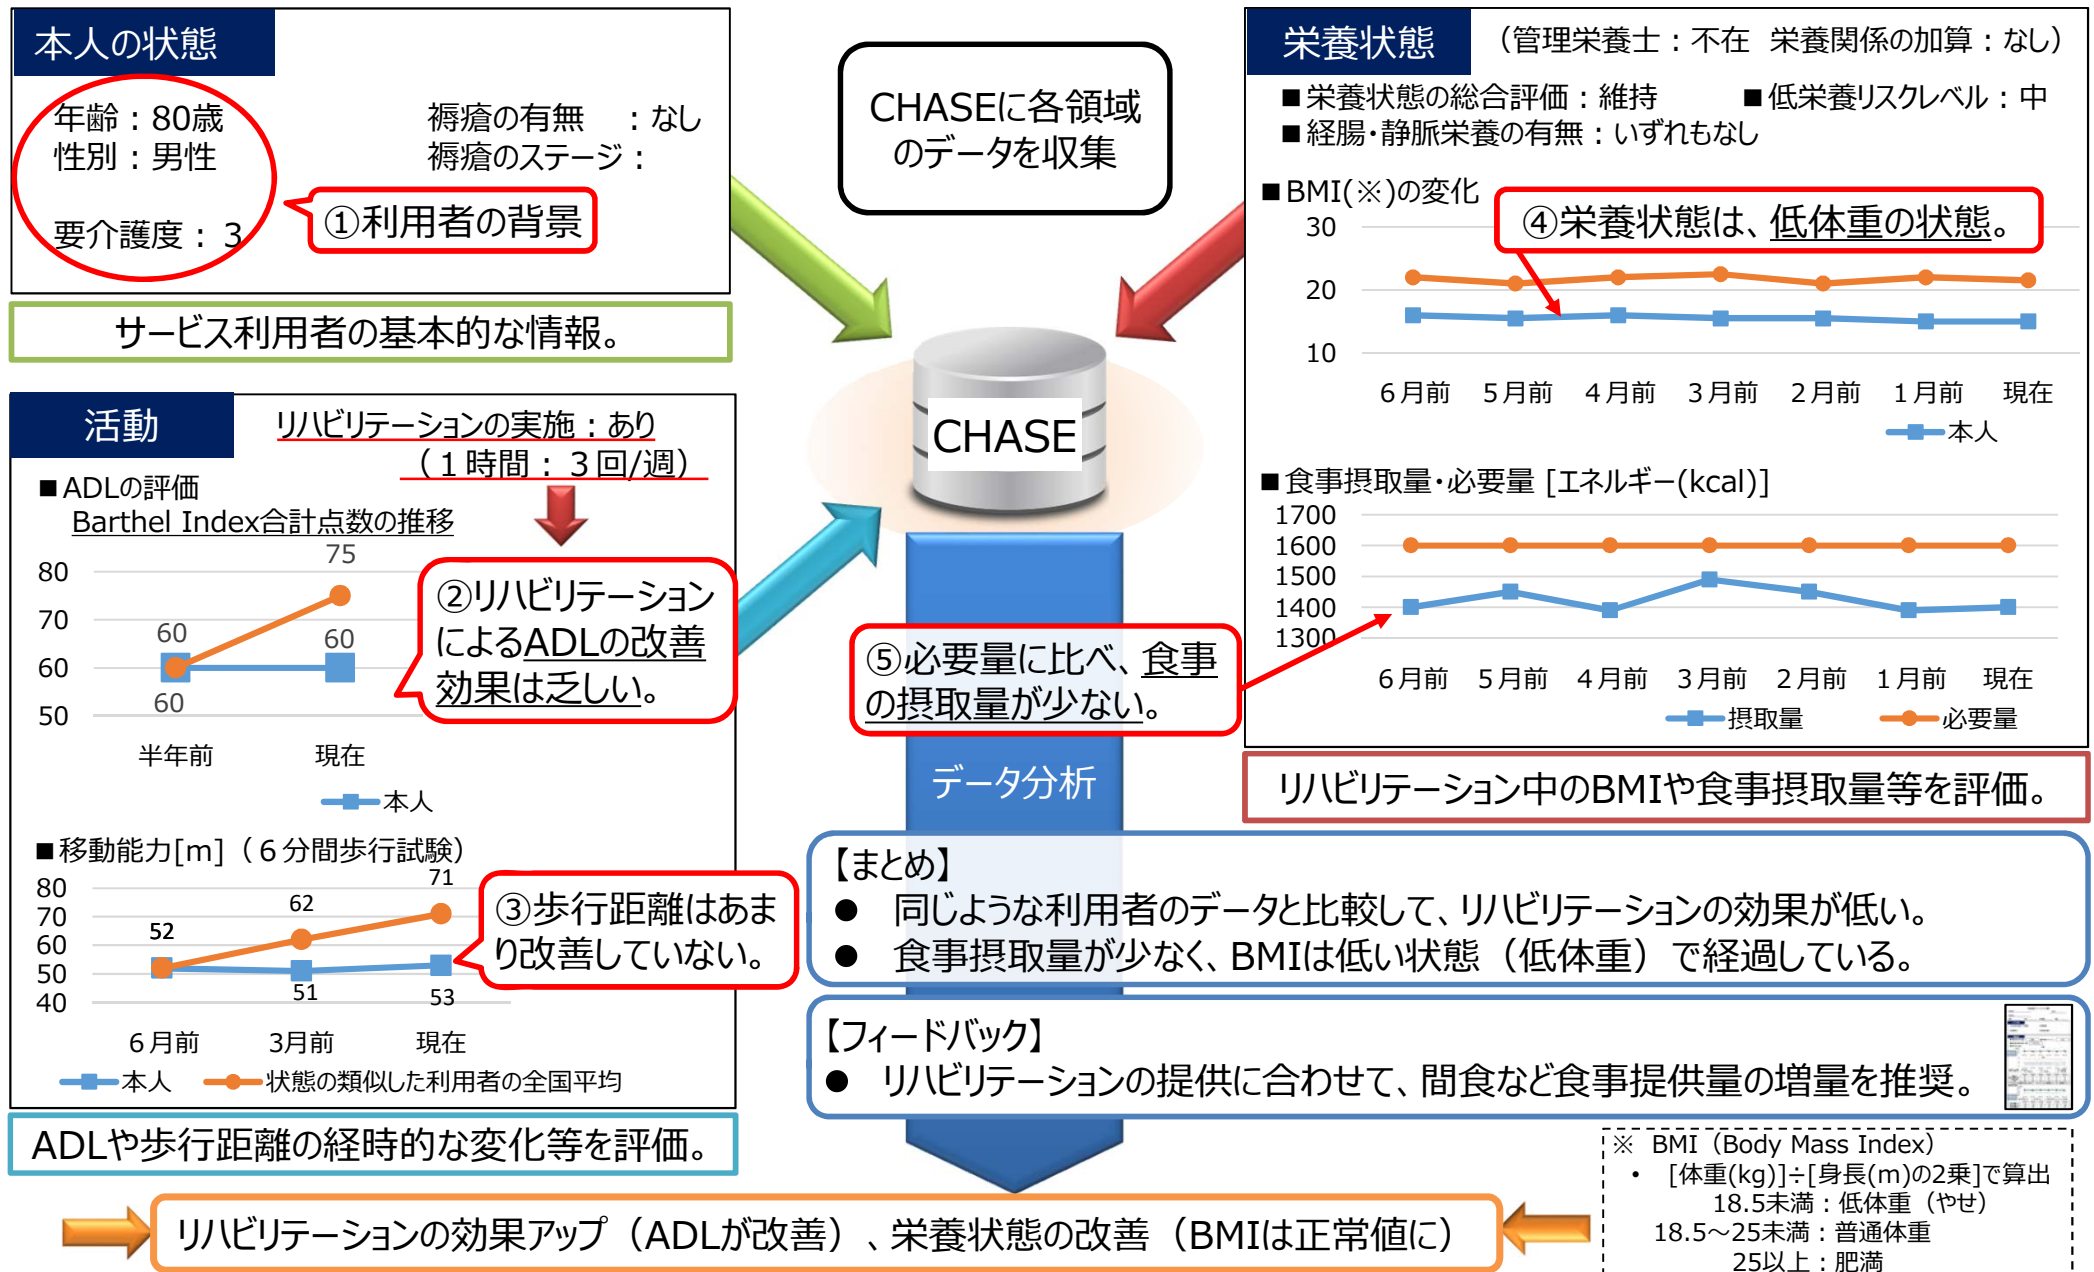 本人の状態
年齢：80歳
性別：男性
要介護度：３
褥瘡の有無　：なし
褥瘡のステージ：
①利用者の背景
サービス利用者の基本的な情報。
CHASEに各領域
のデータを収集
CHASE
栄養状態
（管理栄養士：不在　栄養関係の加算：なし）
■栄養状態の総合評価：維持　■低栄養リスクレベル：中
■経腸・静脈栄養の有無：いずれもなし
■BMI(※)の変化
④栄養状態は、低体重の状態。
30
20
10
６月前　５月前　４月前　３月前　２月前　１月前　現在
本人
■食事摂取量・必要量 [エネルギー(kcal)]
1700
1600
1500
1400
1300
６月前　５月前　４月前　３月前　２月前　１月前　現在
摂取量　必要量
⑤必要量に比べ、食事
の摂取量が少ない。
リハビリテーション中のBMIや食事摂取量等を評価。
活動
リハビリテーションの実施：あり
（１時間：３回/週）
■ADLの評価
Barthel Index合計点数の推移
80
70
60
50
75
60
60
60
半年前　現在
本人
②リハビリテーション
によるADLの改善
効果は乏しい。
■移動能力[m]（６分間歩行試験）
80
70
60
50
40
52
62
71
51
53
６月前　3月前　現在
本人　状態の類似した利用者の全国平均
③歩行距離はあま
り改善していない。
ADLや歩行距離の経時的な変化等を評価。
データ分析
【まとめ】
●　同じような利用者のデータと比較して、リハビリテーションの効果が低い。
●　食事摂取量が少なく、BMIは低い状態（低体重）で経過している。
【フィードバック】
●　リハビリテーションの提供に合わせて、間食など食事提供量の増量を推奨。
リハビリテーションの効果アップ（ADLが改善）、栄養状態の改善（BMIは正常値に）
※　BMI（Body Mass Index）
・　[体重(kg)]÷[身長(m)の2乗]で算出
18.5未満：低体重（やせ）
18.5～25未満：普通体重
25以上：肥満